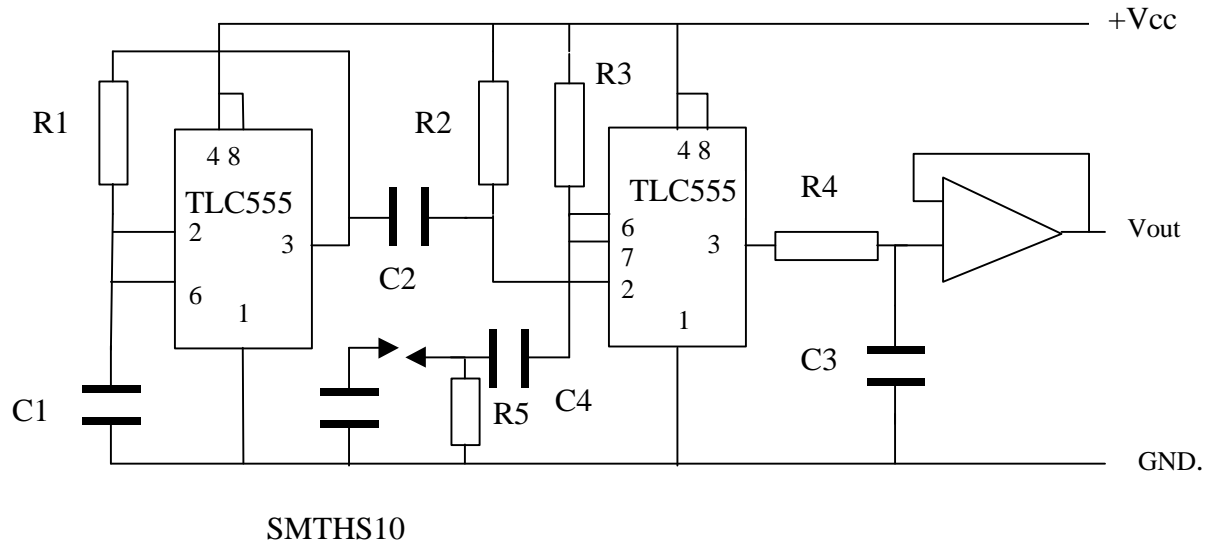 +Vcc
R3
R1
R2
4 8
4 8
TLC555
TLC555
R4
2
3
6
3
Vout
7
C2
6
2
1
1
C3
C1
R5
C4
GND.
SMTHS10